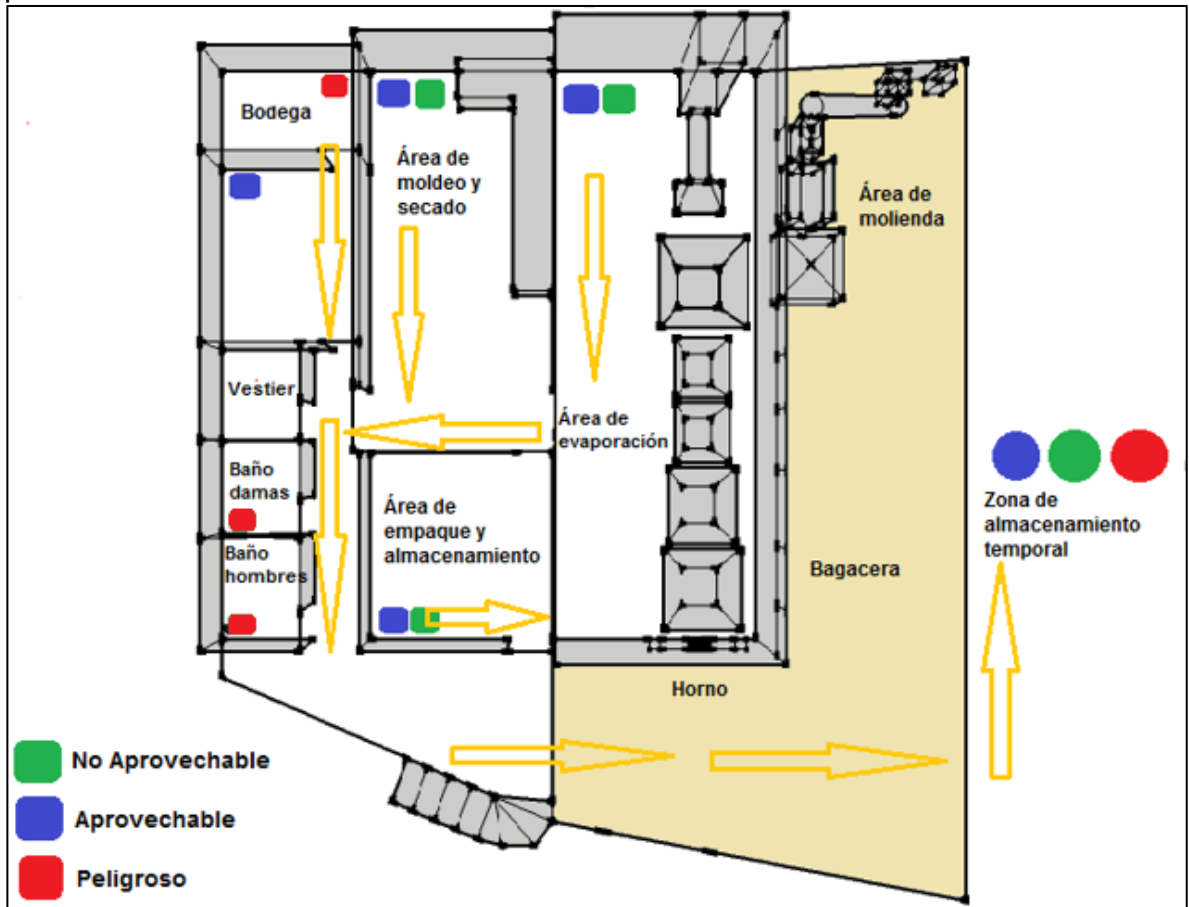 Bodega
Área de
moldeo y
secado
Área de
molienda
Vestier
Área de
evaporación
Baño
damas
Área de
empaque y
almacenamiento
Baño
hombres
Zona de
almacenamiento
temporal
Bagacera
Horno
No Aprovechable
Aprovechable
Peligroso